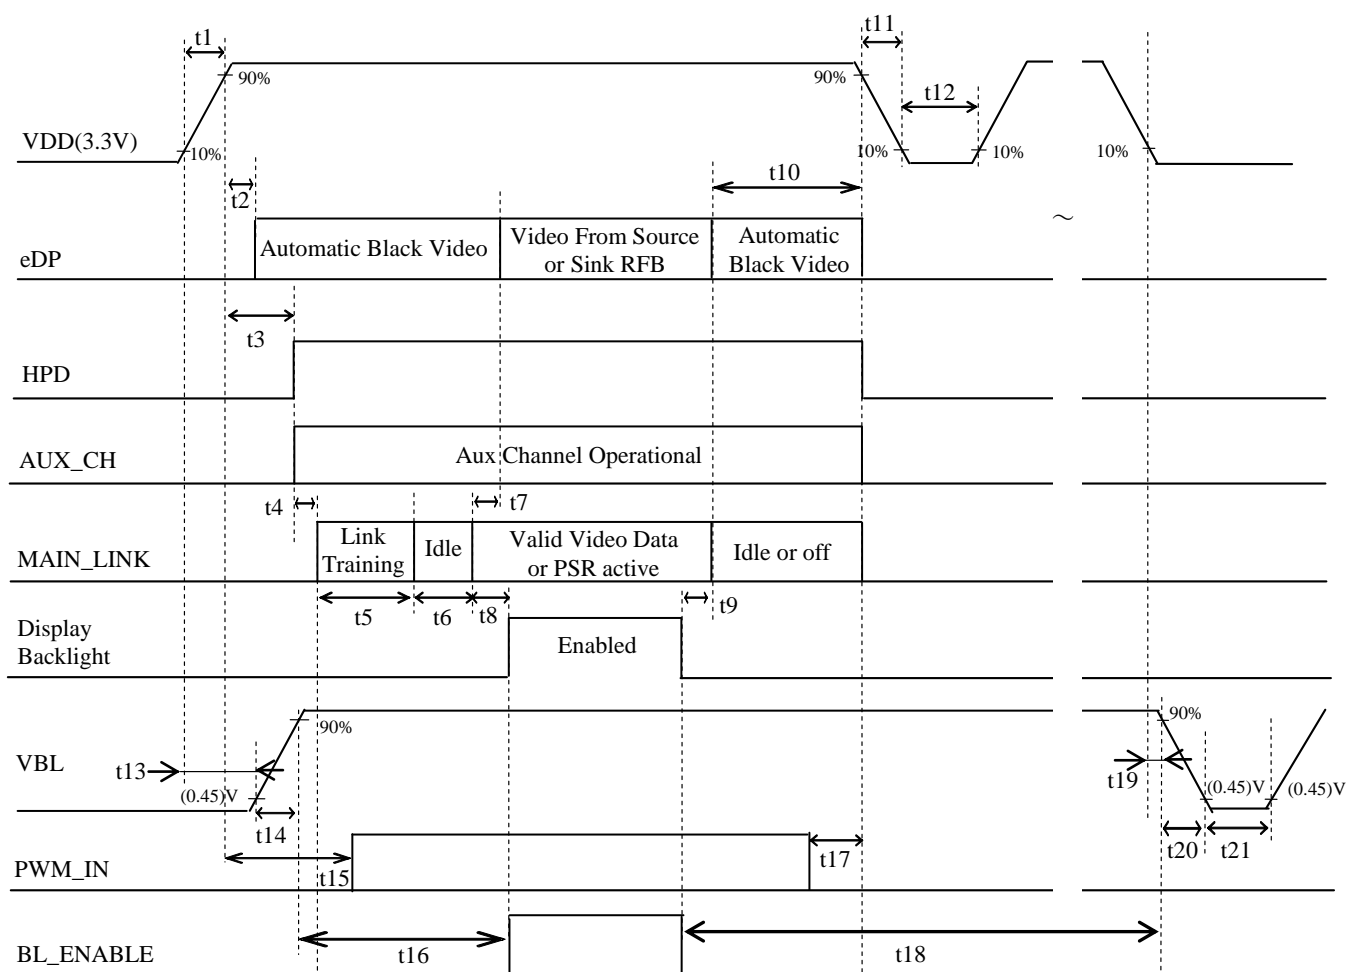 t1
t11
90%
90%
t12
VDD(3.3V)
10%
10%
10%
10%
t2
t10
eDP
Automatic Black Video
Video From Source
or Sink RFB
Automatic
Black Video
~
t3
HPD
AUX_CH
Aux Channel Operational
t4
t7
MAIN_LINK
Link
Training
Idle
Valid Video Data
or PSR active
Idle or off
t5
t6
t8
t9
Display
Backlight
Enabled
90%
90%
VBL
t13
t19
(0.45)V
(0.45)V
(0.45)V
t14
t20
t21
PWM_IN
t15
t17
BL_ENABLE
t16
t18